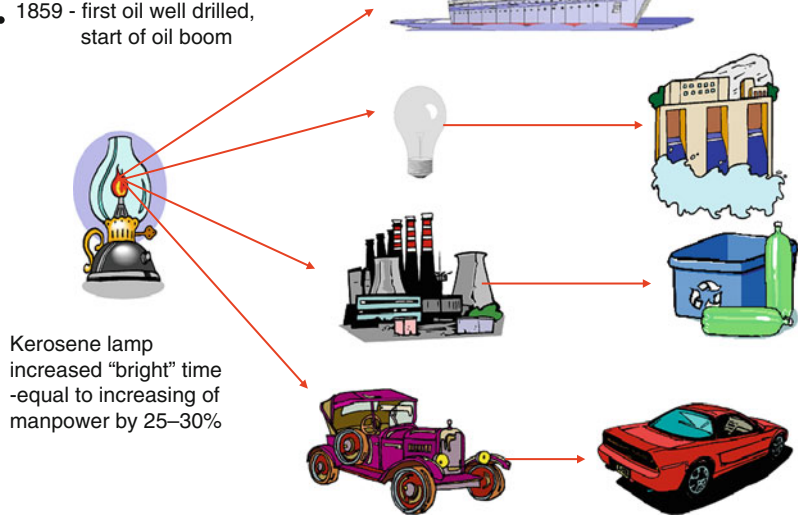 • 1859 - first oil well drilled,
start of oil boom
Kerosene lamp
increased “bright” time
-equal to increasing of
manpower by 25–30%